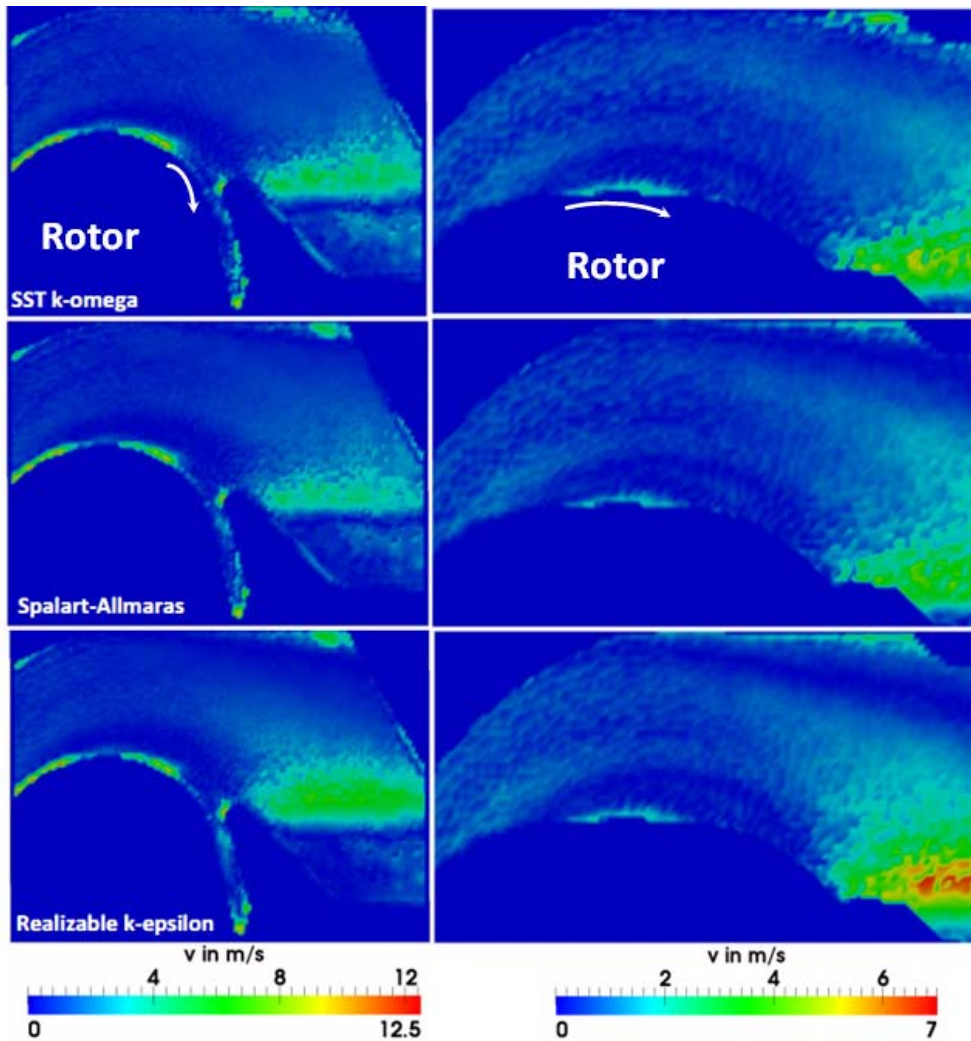 Rotor
Rotor
SST k-omega
Spalart-Allmaras
Realizable k-epsilon
v in m/s
4 8 12
0 12.5
v in m/s
2 4 6
0 7